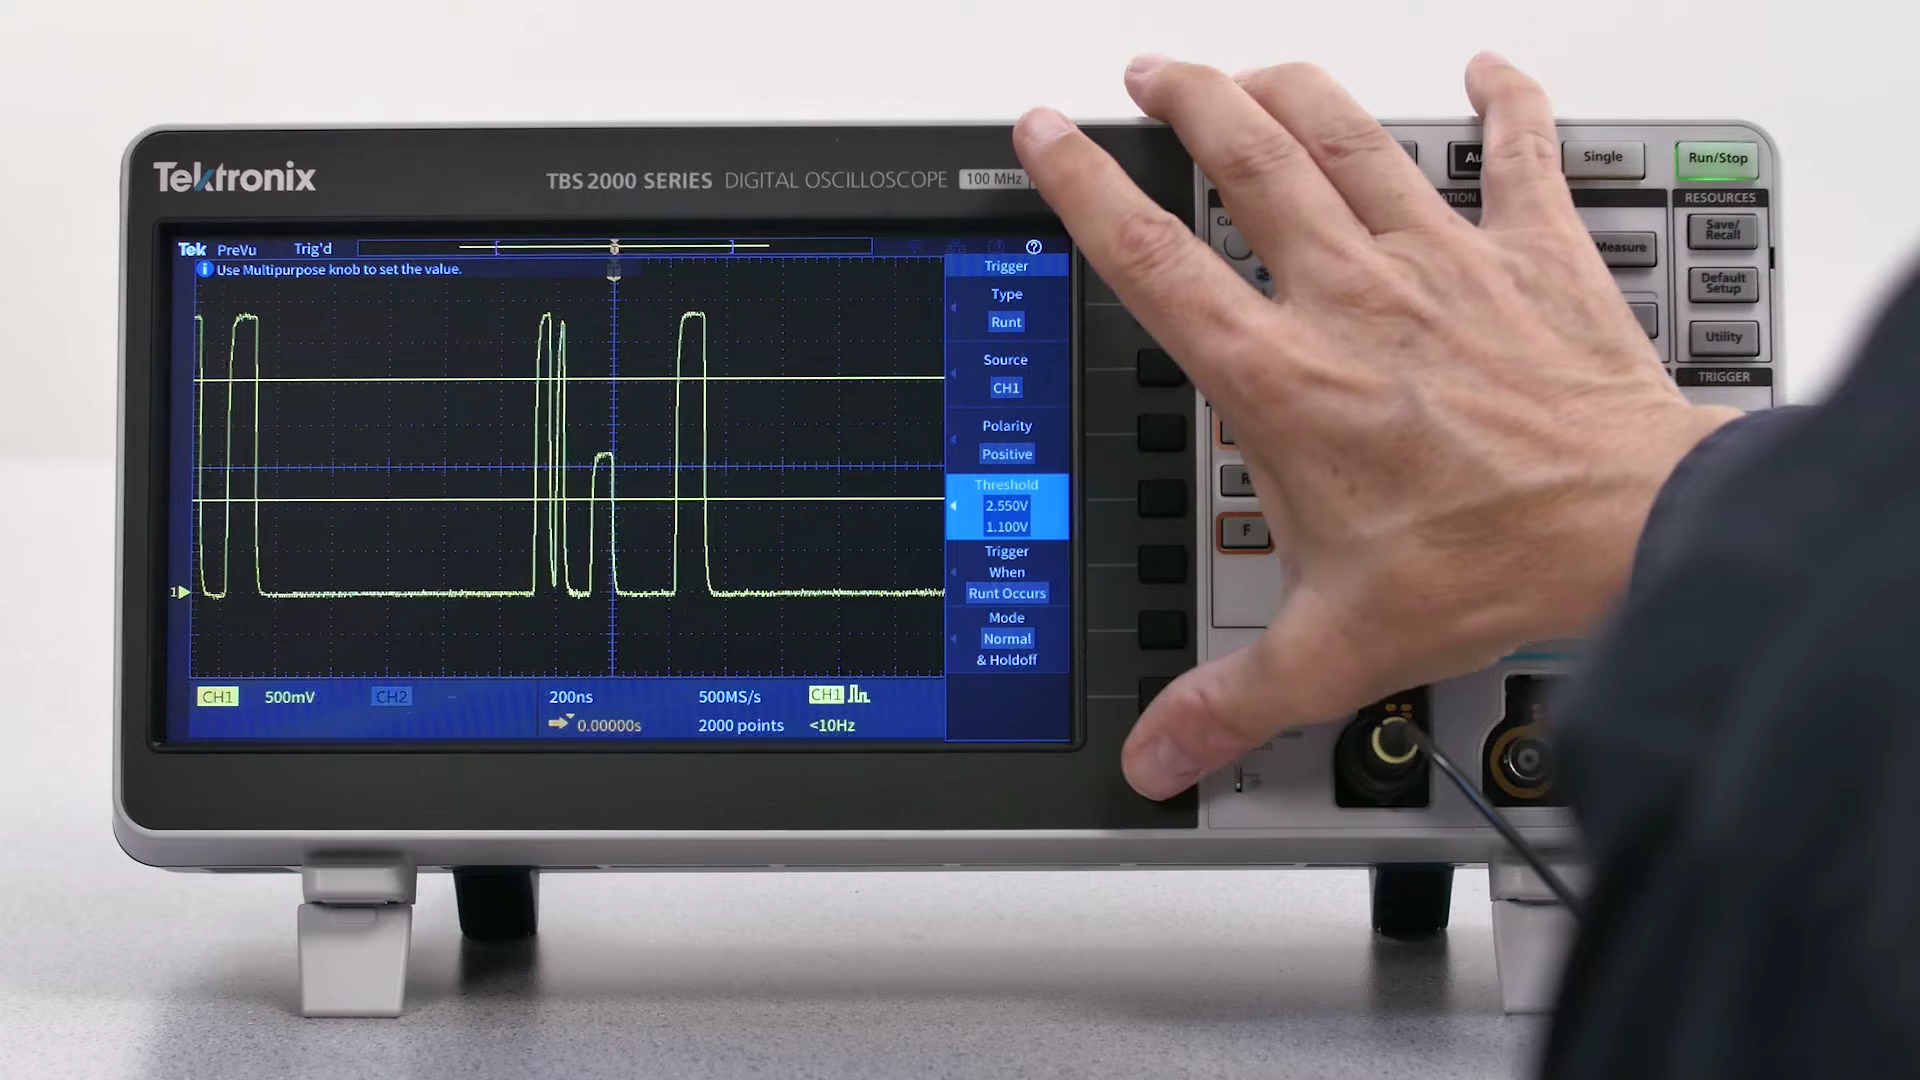 Tektronix
TBS 2000 SERIES DIGITAL OSCILLOSCOPE 100 MHz
Single
Run/Stop
RESOURCES
Save/
Recall
Measure
Default
Setup
Utility
TRIGGER
F
Tek PreVu Trig'd
Use Multipurpose knob to set the value.
Trigger
Type
Runt
Source
CH1
Polarity
Positive
Threshold
2.550V
1.100V
Trigger
When
Runt Occurs
Mode
Normal
& Holdoff
1
CH1 500mV CH2 200ns 500MS/s CH1
0.00000s 2000 points <10Hz